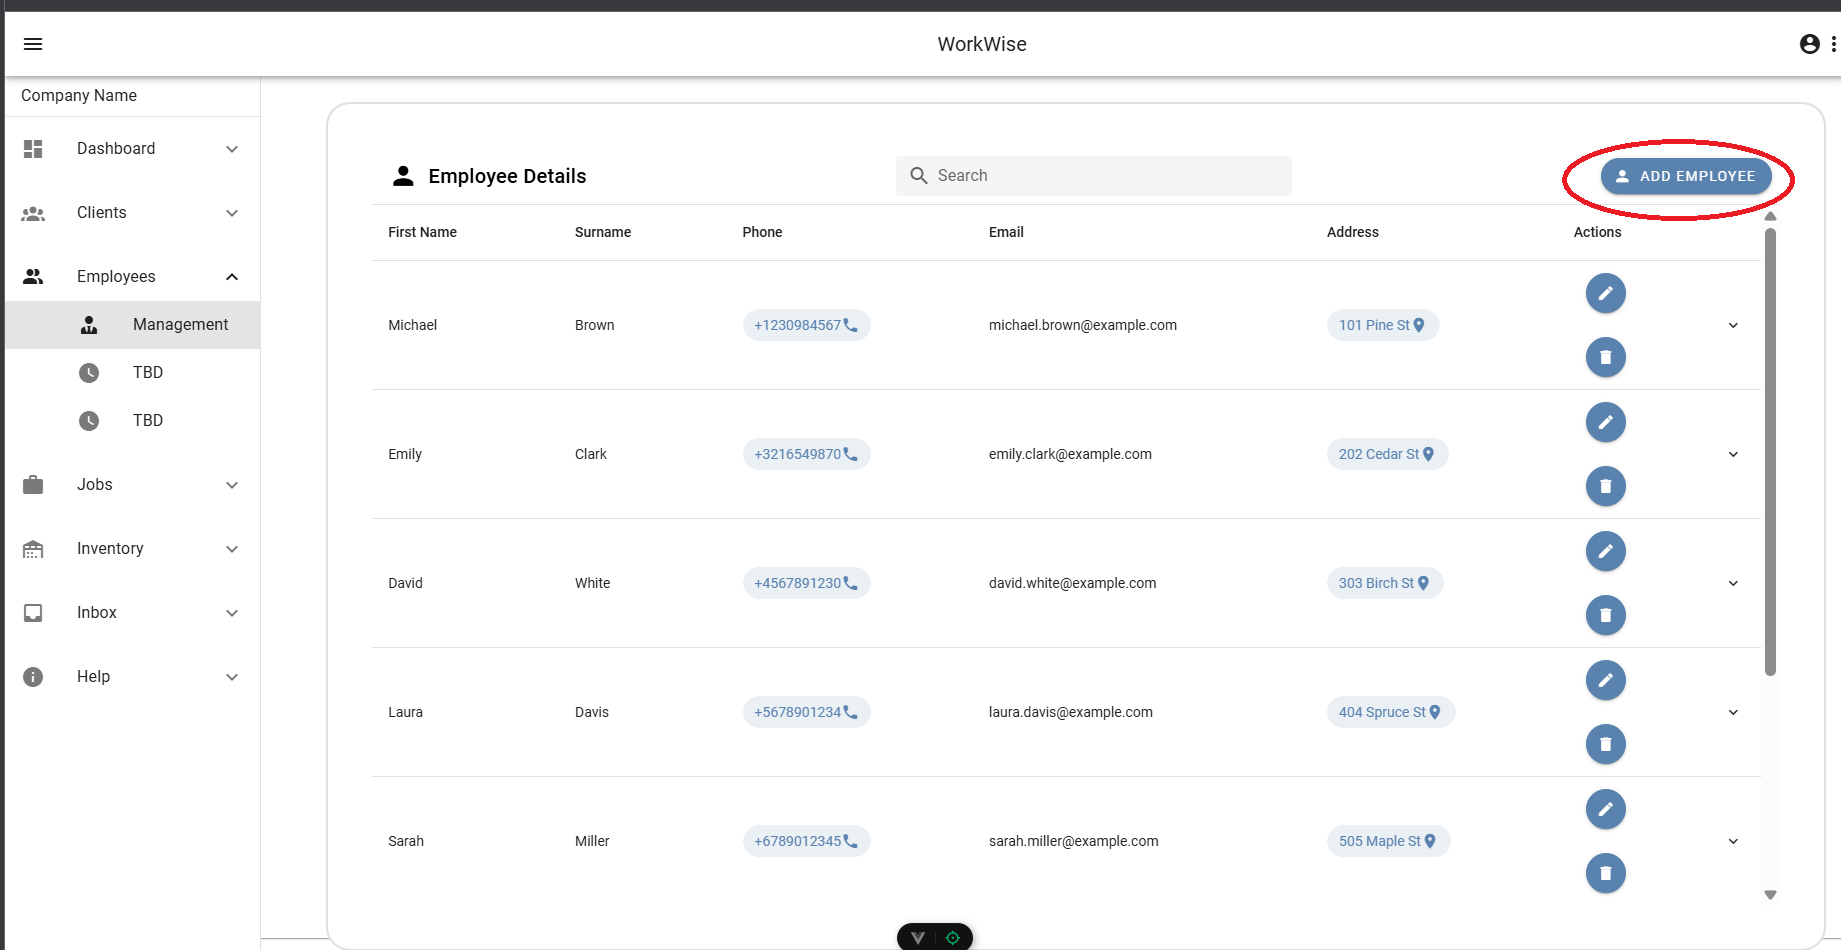 WorkWise
Company Name
Dashboard
Clients
Employees
Management
TBD
TBD
Jobs
Inventory
Inbox
Help
Employee Details
Search
ADD EMPLOYEE
First Name Surname Phone Email Address Actions
Michael Brown +1230984567 michael.brown@example.com 101 Pine St
Emily Clark +3216549870 emily.clark@example.com 202 Cedar St
David White +4567891230 david.white@example.com 303 Birch St
Laura Davis +5678901234 laura.davis@example.com 404 Spruce St
Sarah Miller +6789012345 sarah.miller@example.com 505 Maple St